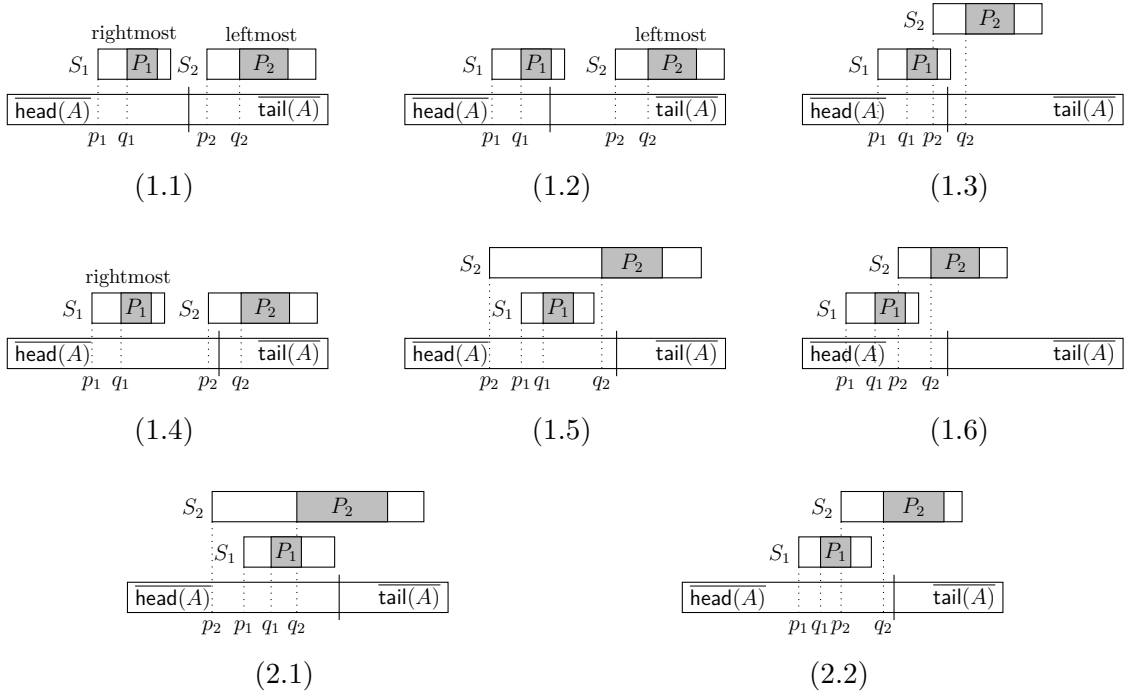 rightmost leftmost
S₁ P₁ S₂ P₂
head(A) tail(A)
p₁ q₁ p₂ q₂
(1.1)
leftmost
S₁ P₁ S₂ P₂
head(A) tail(A)
p₁ q₁ p₂ q₂
(1.2)
S₂ P₂
S₁ P₁
head(A) tail(A)
p₁ q₁ p₂ q₂
(1.3)
rightmost
S₁ P₁ S₂ P₂
head(A) tail(A)
p₁ q₁ p₂ q₂
(1.4)
S₂ P₂
S₁ P₁
head(A) tail(A)
p₂ p₁ q₁ q₂
(1.5)
S₂ P₂
S₁ P₁
head(A) tail(A)
p₁ q₁ p₂ q₂
(1.6)
S₂ P₂
S₁ P₁
head(A) tail(A)
p₂ p₁ q₁ q₂
(2.1)
S₂ P₂
S₁ P₁
head(A) tail(A)
p₁ q₁ p₂ q₂
(2.2)